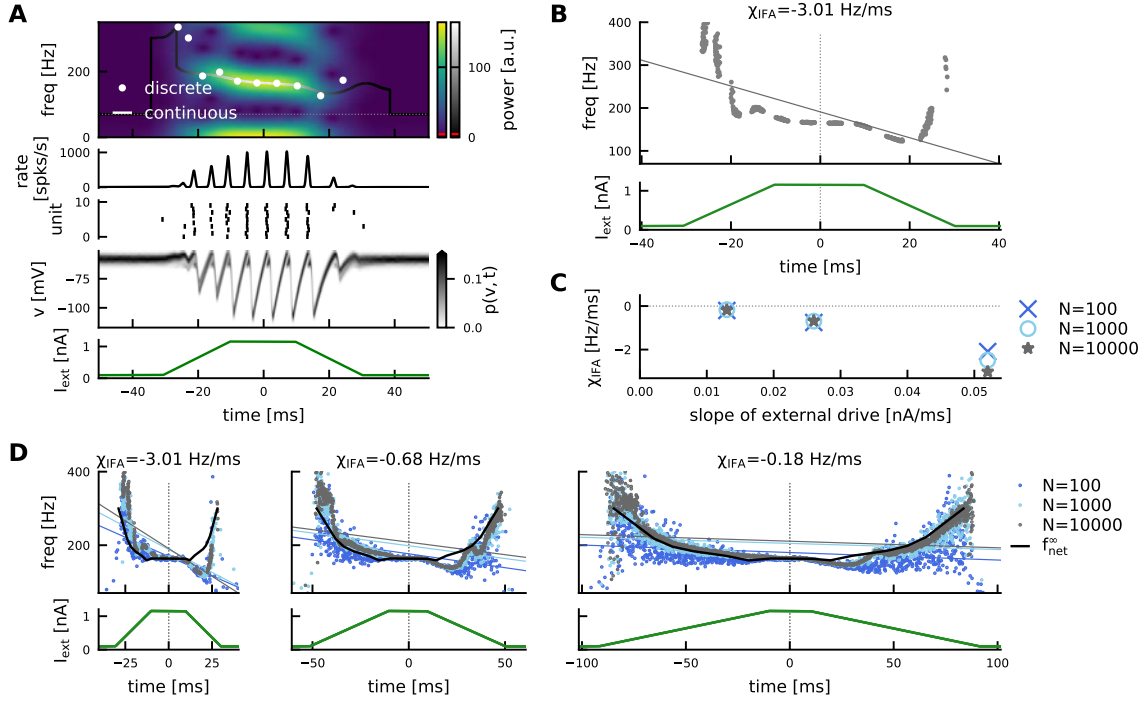 A
freq [Hz]
200
0
discrete
continuous
100
0
power [a.u.]
rate
[spks/s]
1000
0
unit
10
0
v [mV]
−75
−100
0.1
0.0
p(v, t)
I_ext [nA]
1
0
−40 −20 0 20 40
time [ms]
B
χ_IFA=-3.01 Hz/ms
freq [Hz]
400
300
200
100
I_ext [nA]
1
0
−40 −20 0 20 40
time [ms]
C
χ_IFA [Hz/ms]
0
−2
0.00 0.01 0.02 0.03 0.04 0.05
slope of external drive [nA/ms]
N=100
N=1000
N=10000
D
χ_IFA=-3.01 Hz/ms
χ_IFA=-0.68 Hz/ms
χ_IFA=-0.18 Hz/ms
freq [Hz]
400
200
N=100
N=1000
N=10000
f_net^∞
I_ext [nA]
1
0
−25 0 25
time [ms]
−50 0 50
time [ms]
−100 −50 0 50 100
time [ms]